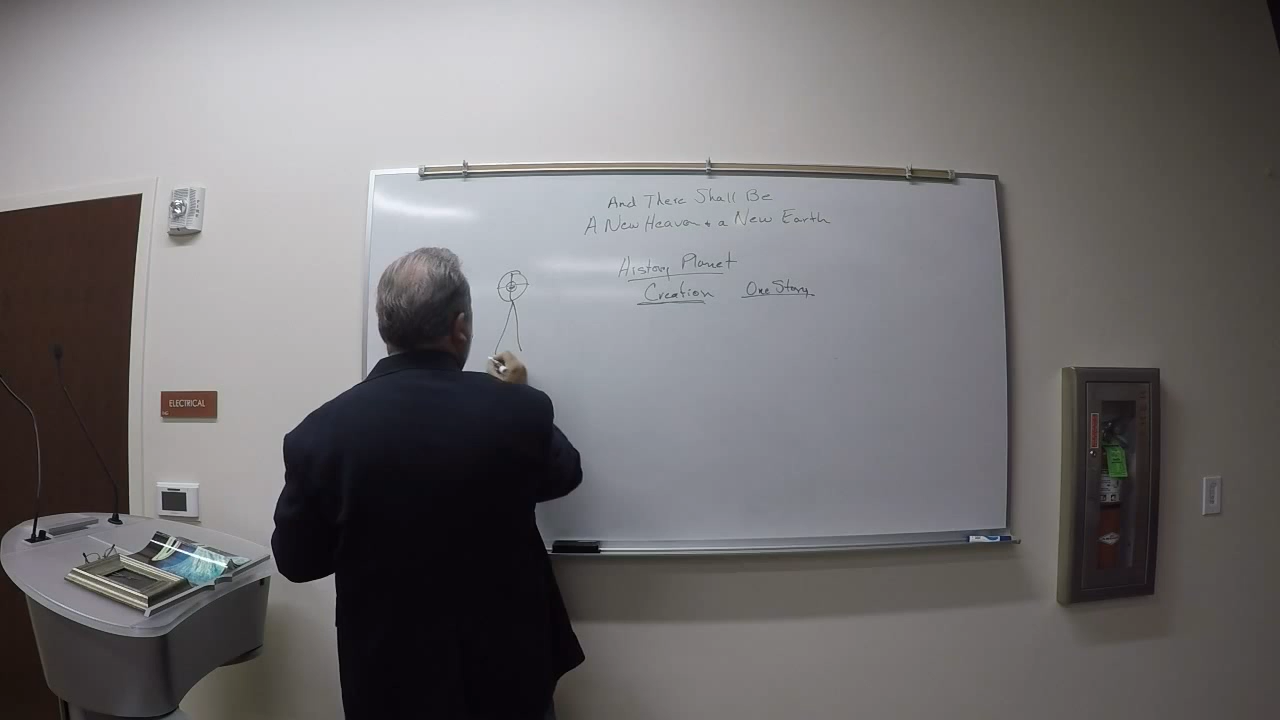 And There Shall Be
A New Heaven & a New Earth
History Planet
Creation One Story
ELECTRICAL